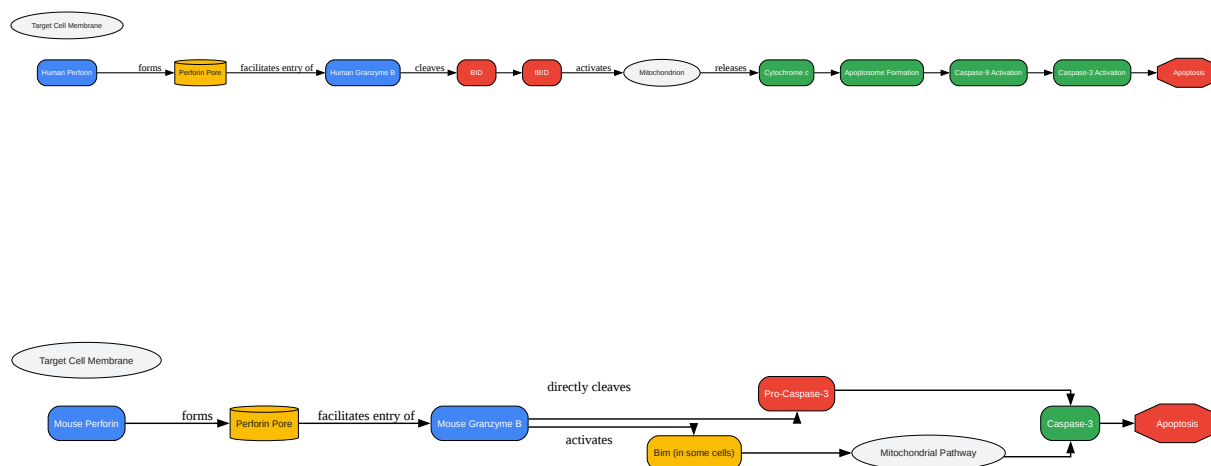 Target Cell Membrane
Human Perforin
forms
Perforin Pore
facilitates entry of
Human Granzyme B
cleaves
BID
tBID
activates
Mitochondrion
releases
Cytochrome c
Apoptosome Formation
Caspase-9 Activation
Caspase-3 Activation
Apoptosis
Target Cell Membrane
Mouse Perforin
forms
Perforin Pore
facilitates entry of
Mouse Granzyme B
directly cleaves
Pro-Caspase-3
activates
Bim (in some cells)
Mitochondrial Pathway
Caspase-3
Apoptosis